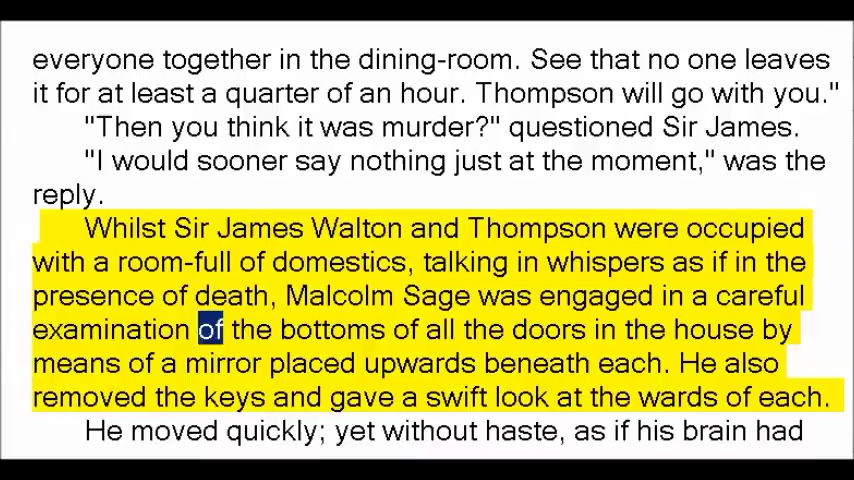 everyone together in the dining-room. See that no one leaves
it for at least a quarter of an hour. Thompson will go with you."
"Then you think it was murder?" questioned Sir James.
"I would sooner say nothing just at the moment," was the
reply.
Whilst Sir James Walton and Thompson were occupied
with a room-full of domestics, talking in whispers as if in the
presence of death, Malcolm Sage was engaged in a careful
examination of the bottoms of all the doors in the house by
means of a mirror placed upwards beneath each. He also
removed the keys and gave a swift look at the wards of each.
He moved quickly; yet without haste, as if his brain had